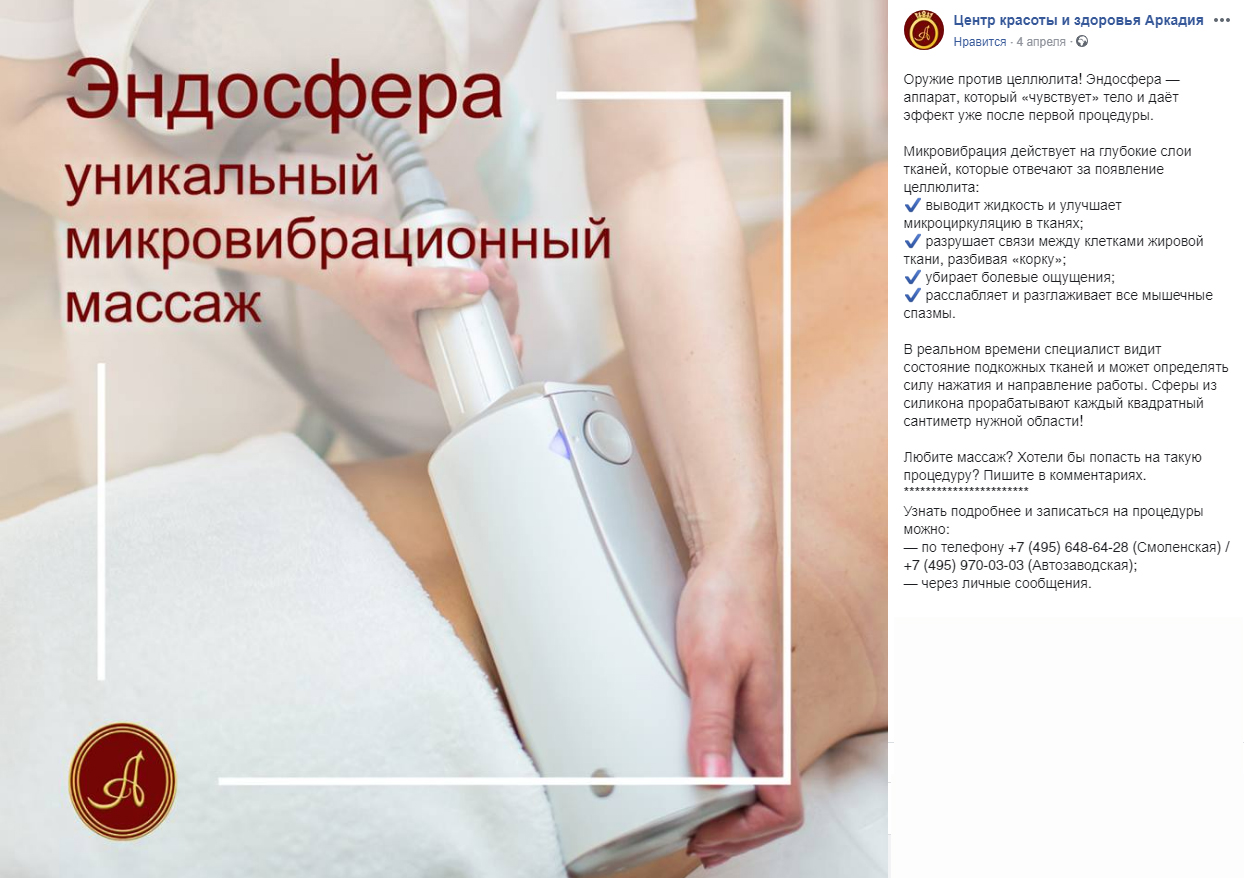 Эндосфера
уникальный
микровибрационный
массаж
Центр красоты и здоровья Аркадия
Нравится · 4 апреля ·
Оружие против целлюлита! Эндосфера —
аппарат, который «чувствует» тело и даёт
эффект уже после первой процедуры.
Микровибрация действует на глубокие слои
тканей, которые отвечают за появление
целлюлита:
✔ выводит жидкость и улучшает
микроциркуляцию в тканях;
✔ разрушает связи между клетками жировой
ткани, разбивая «корку»;
✔ убирает болевые ощущения;
✔ расслабляет и разглаживает все мышечные
спазмы.
В реальном времени специалист видит
состояние подкожных тканей и может определять
силу нажатия и направление работы. Сферы из
силикона прорабатывают каждый квадратный
сантиметр нужной области!
Любите массаж? Хотели бы попасть на такую
процедуру? Пишите в комментариях.
***********************
Узнать подробнее и записаться на процедуры
можно:
— по телефону +7 (495) 648-64-28 (Смоленская) /
+7 (495) 970-03-03 (Автозаводская);
— через личные сообщения.
A